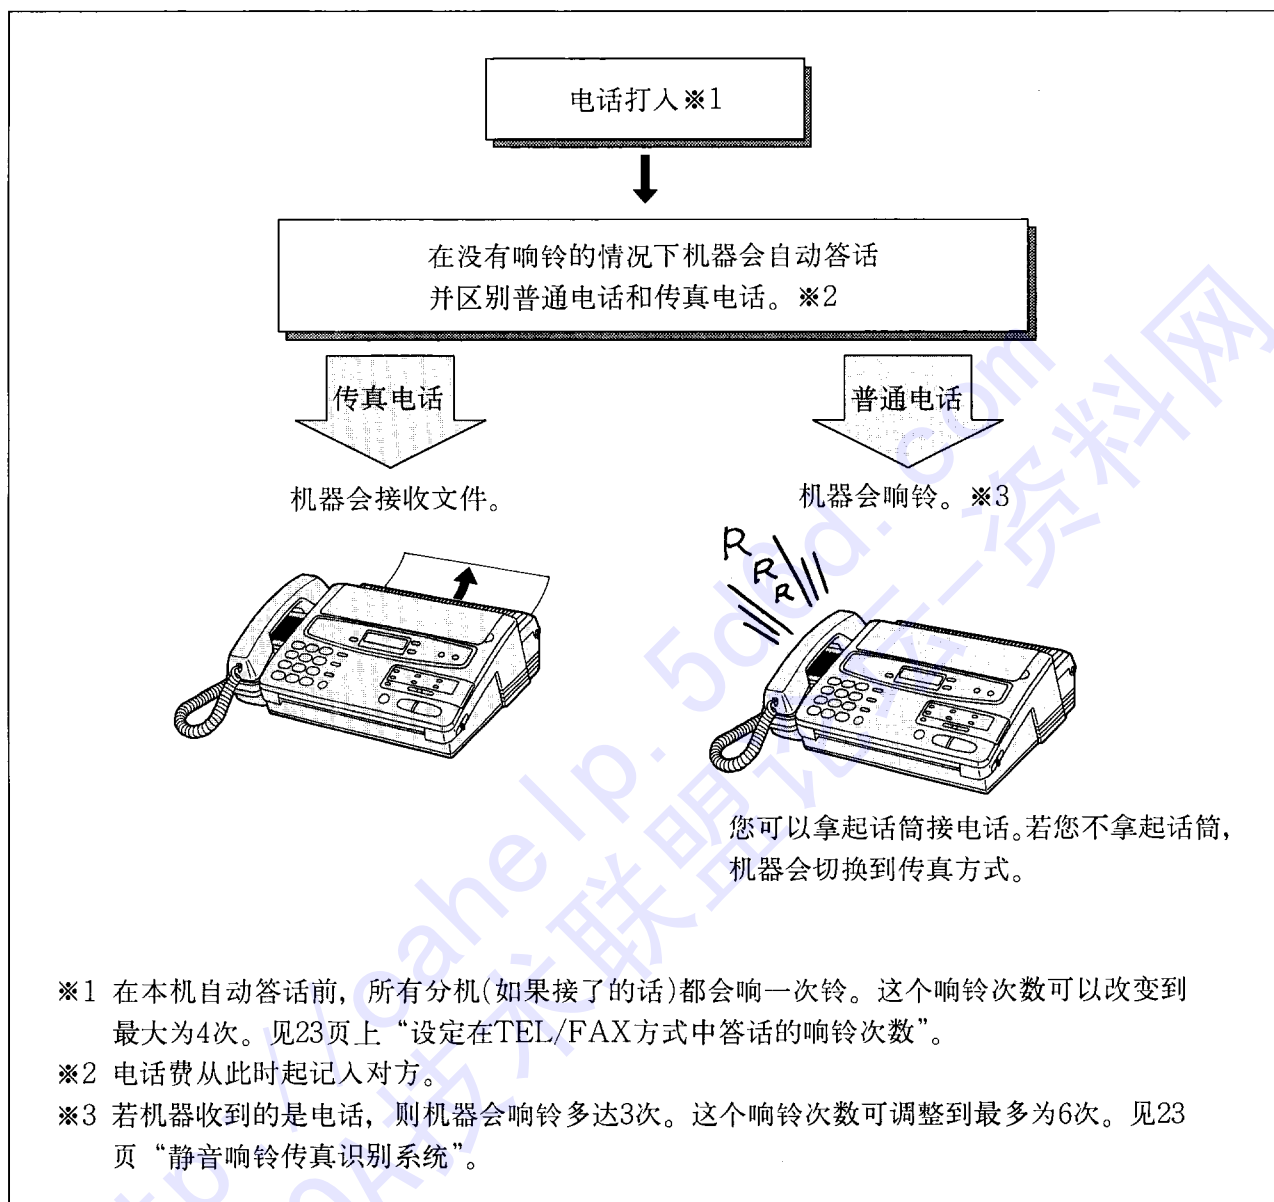 电话打入※1
在没有响铃的情况下机器会自动答话
并区别普通电话和传真电话。※2
传真电话
普通电话
机器会接收文件。
机器会响铃。※3
R
R
R
您可以拿起话筒接电话。若您不拿起话筒，
机器会切换到传真方式。
※1 在本机自动答话前，所有分机(如果接了的话)都会响一次铃。这个响铃次数可以改变到
最大为4次。见23页上“设定在TEL/FAX方式中答话的响铃次数”。
※2 电话费从此时起记入对方。
※3 若机器收到的是电话，则机器会响铃多达3次。这个响铃次数可调整到最多为6次。见23
页“静音响铃传真识别系统”。